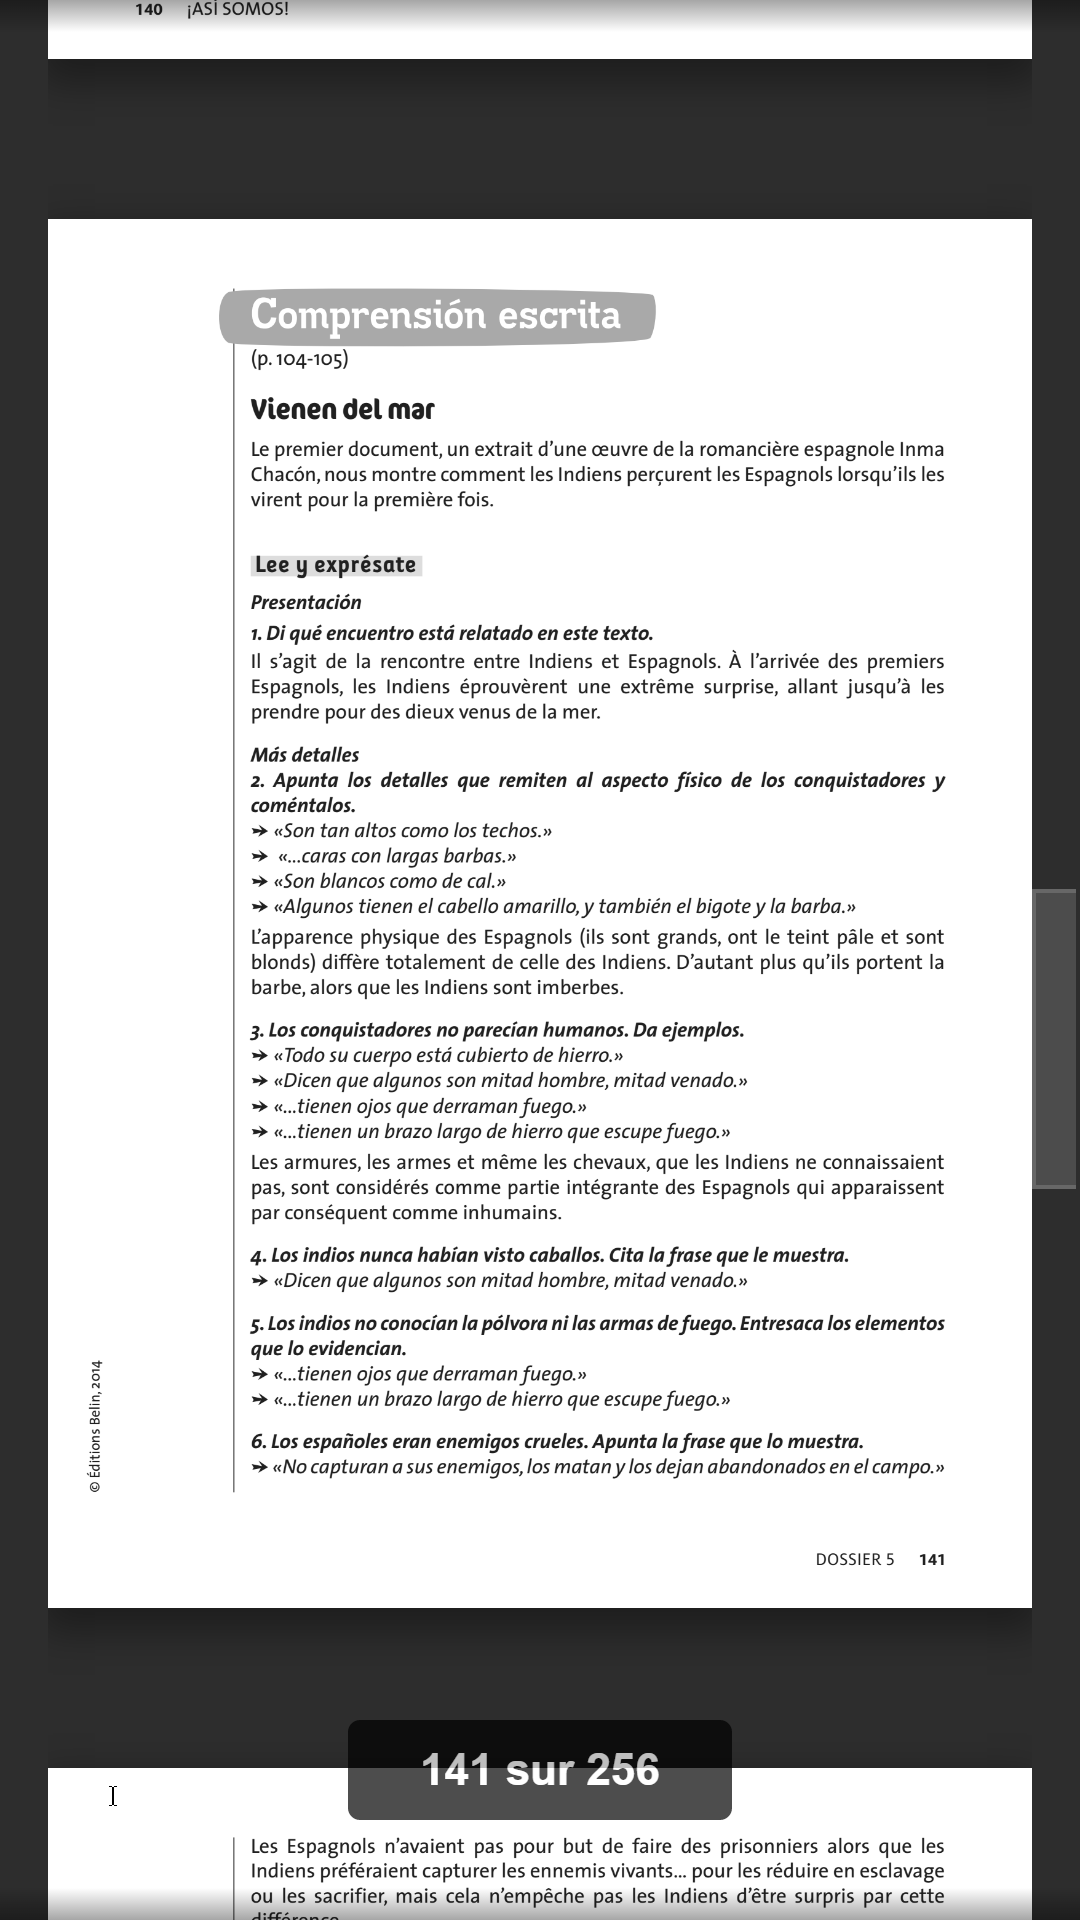 140 ¡ASÍ SOMOS!
Comprensión escrita
(p. 104-105)
Vienen del mar
Le premier document, un extrait d’une œuvre de la romancière espagnole Inma
Chacón, nous montre comment les Indiens perçurent les Espagnols lorsqu’ils les
virent pour la première fois.
Lee y exprésate
Presentación
1. Di qué encuentro está relatado en este texto.
Il s’agit de la rencontre entre Indiens et Espagnols. À l’arrivée des premiers
Espagnols, les Indiens éprouvèrent une extrême surprise, allant jusqu’à les
prendre pour des dieux venus de la mer.
Más detalles
2. Apunta los detalles que remiten al aspecto físico de los conquistadores y
coméntalos.
➛ «Son tan altos como los techos.»
➛ «...caras con largas barbas.»
➛ «Son blancos como de cal.»
➛ «Algunos tienen el cabello amarillo, y también el bigote y la barba.»
L’apparence physique des Espagnols (ils sont grands, ont le teint pâle et sont
blonds) diffère totalement de celle des Indiens. D’autant plus qu’ils portent la
barbe, alors que les Indiens sont imberbes.
3. Los conquistadores no parecían humanos. Da ejemplos.
➛ «Todo su cuerpo está cubierto de hierro.»
➛ «Dicen que algunos son mitad hombre, mitad venado.»
➛ «...tienen ojos que derraman fuego.»
➛ «...tienen un brazo largo de hierro que escupe fuego.»
Les armures, les armes et même les chevaux, que les Indiens ne connaissaient
pas, sont considérés comme partie intégrante des Espagnols qui apparaissent
par conséquent comme inhumains.
4. Los indios nunca habían visto caballos. Cita la frase que le muestra.
➛ «Dicen que algunos son mitad hombre, mitad venado.»
5. Los indios no conocían la pólvora ni las armas de fuego. Entresaca los elementos
que lo evidencian.
➛ «...tienen ojos que derraman fuego.»
➛ «...tienen un brazo largo de hierro que escupe fuego.»
6. Los españoles eran enemigos crueles. Apunta la frase que lo muestra.
➛ «No capturan a sus enemigos, los matan y los dejan abandonados en el campo.»
© Éditions Belin, 2014
DOSSIER 5 141
141 sur 256
Les Espagnols n’avaient pas pour but de faire des prisonniers alors que les
Indiens préféraient capturer les ennemis vivants... pour les réduire en esclavage
ou les sacrifier, mais cela n’empêche pas les Indiens d’être surpris par cette
différence.